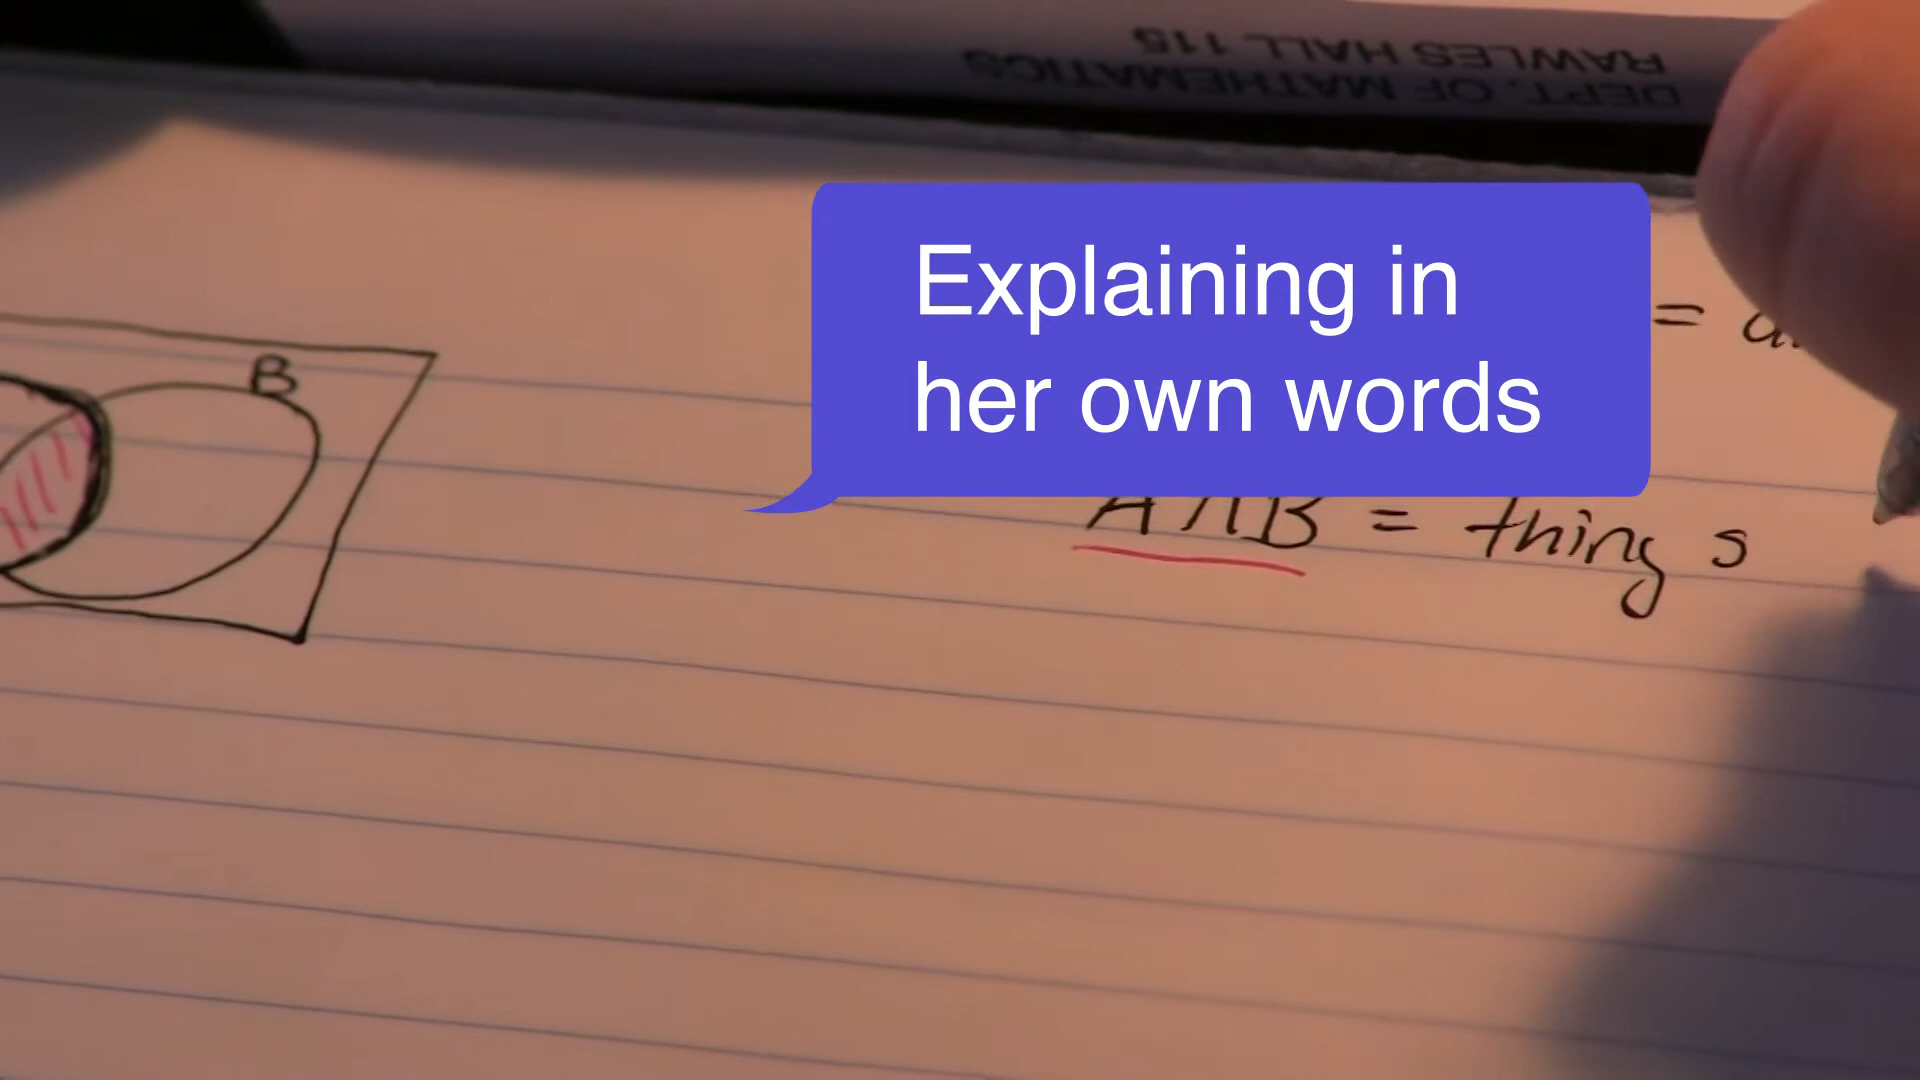 DEPT. OF MATHEMATICS
RAWLES HALL 115
Explaining in
her own words
=
B
A∩B = things